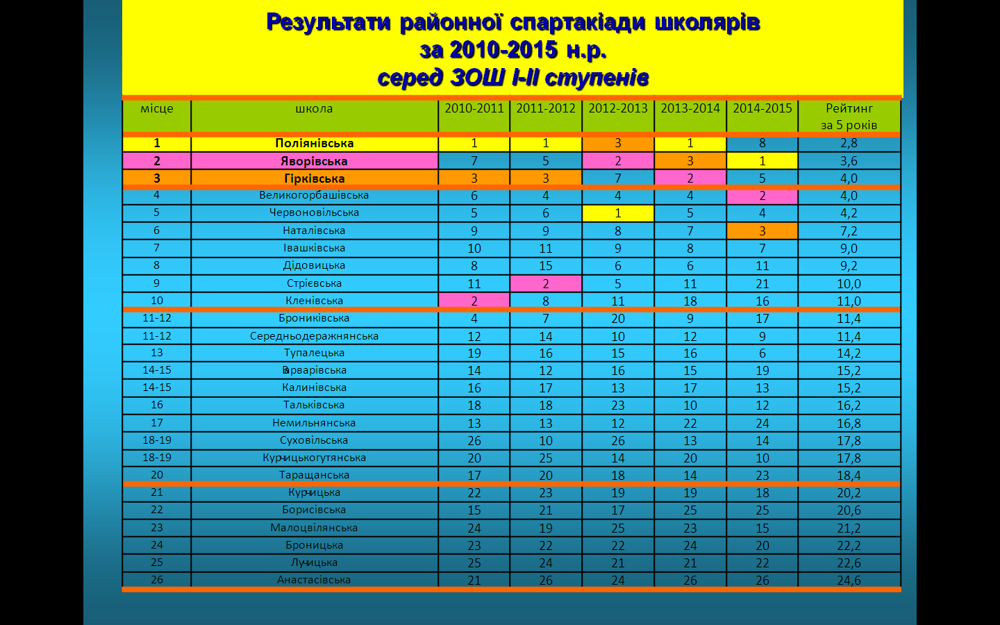 Результати районної спартакіади школярів
за 2010-2015 н.р.
серед ЗОШ І-ІІ ступенів
місце школа 2010-2011 2011-2012 2012-2013 2013-2014 2014-2015 Рейтинг
за 5 років
1 Поліянівська 1 1 3 1 8 2,8
2 Яворівська 7 5 2 3 1 3,6
3 Гірківська 3 3 7 2 5 4,0
4 Великогорбашівська 6 4 4 4 2 4,0
5 Червоновільська 5 6 1 5 4 4,2
6 Наталівська 9 9 8 7 3 7,2
7 Івашківська 10 11 9 8 7 9,0
8 Дідовицька 8 15 6 6 11 9,2
9 Стрієвська 11 2 5 11 21 10,0
10 Кленівська 2 8 11 18 16 11,0
11-12 Брониківська 4 7 20 9 17 11,4
11-12 Середньодеражнянська 12 14 10 12 9 11,4
13 Тупалецька 19 16 15 16 6 14,2
14-15 Варварівська 14 12 16 15 19 15,2
14-15 Калинівська 16 17 13 17 13 15,2
16 Тальківська 18 18 23 10 12 16,2
17 Немильнянська 13 13 12 22 24 16,8
18-19 Суховільська 26 10 26 13 14 17,8
18-19 Курчицькогутянська 20 25 14 20 10 17,8
20 Таращанська 17 20 18 14 23 18,4
21 Курчицька 22 23 19 19 18 20,2
22 Борисівська 15 21 17 25 25 20,6
23 Малоцвілянська 24 19 25 23 15 21,2
24 Броницька 23 22 22 24 20 22,2
25 Лучицька 25 24 21 21 22 22,6
26 Анастасівська 21 26 24 26 26 24,6